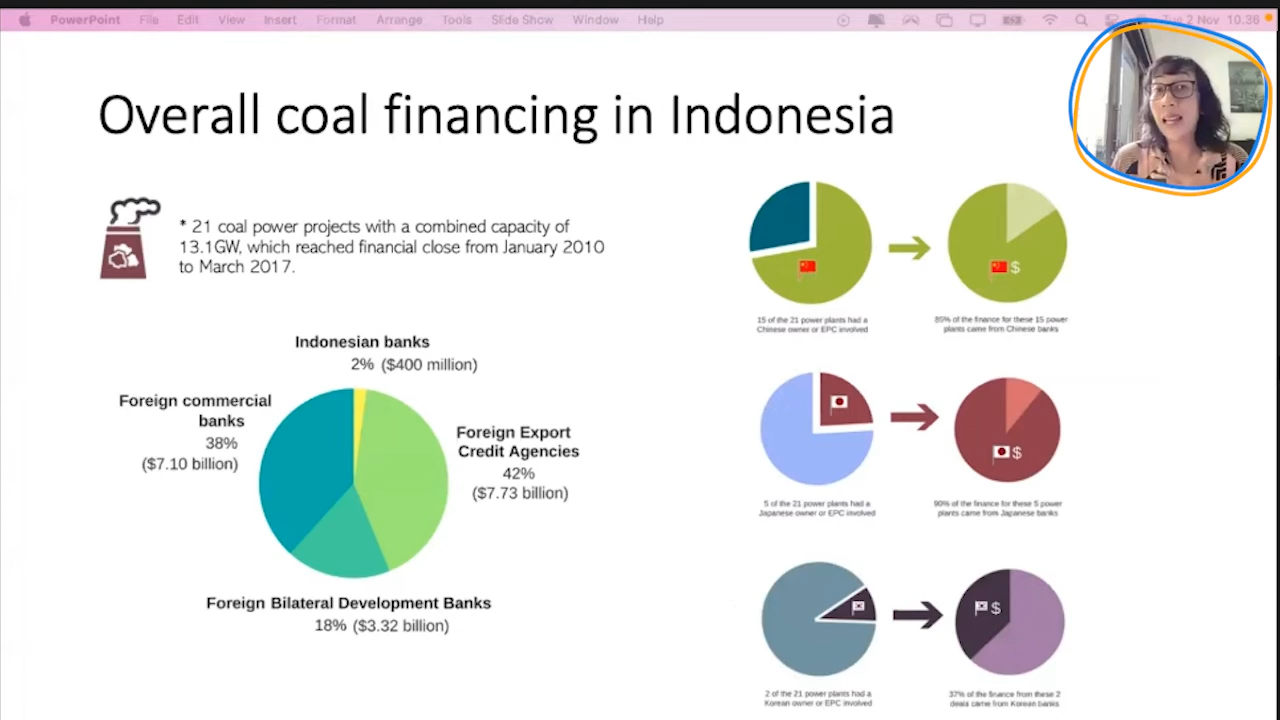 PowerPoint File Edit View Insert Format Arrange Tools Slide Show Window Help
Tue 2 Nov 10.36
Overall coal financing in Indonesia
* 21 coal power projects with a combined capacity of
13.1GW, which reached financial close from January 2010
to March 2017.
Indonesian banks
2% ($400 million)
Foreign commercial
banks
38%
($7.10 billion)
Foreign Export
Credit Agencies
42%
($7.73 billion)
Foreign Bilateral Development Banks
18% ($3.32 billion)
$
15 of the 21 power plants had a
Chinese owner or EPC involved
85% of the finance for these 15 power
plants came from Chinese banks
$
5 of the 21 power plants had a
Japanese owner or EPC involved
90% of the finance for these 5 power
plants came from Japanese banks
$
2 of the 21 power plants had a
Korean owner or EPC involved
37% of the finance from these 2
deals came from Korean banks